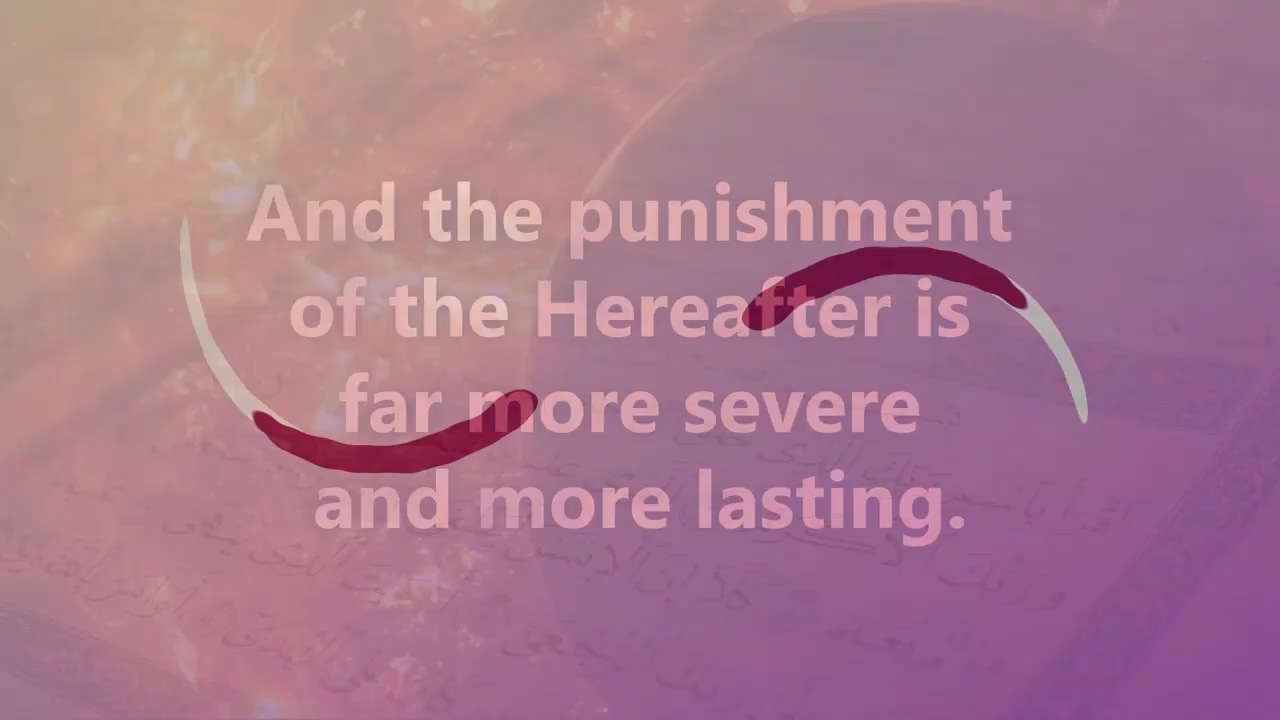 And the punishment
of the Hereafter is
far more severe
and more lasting.